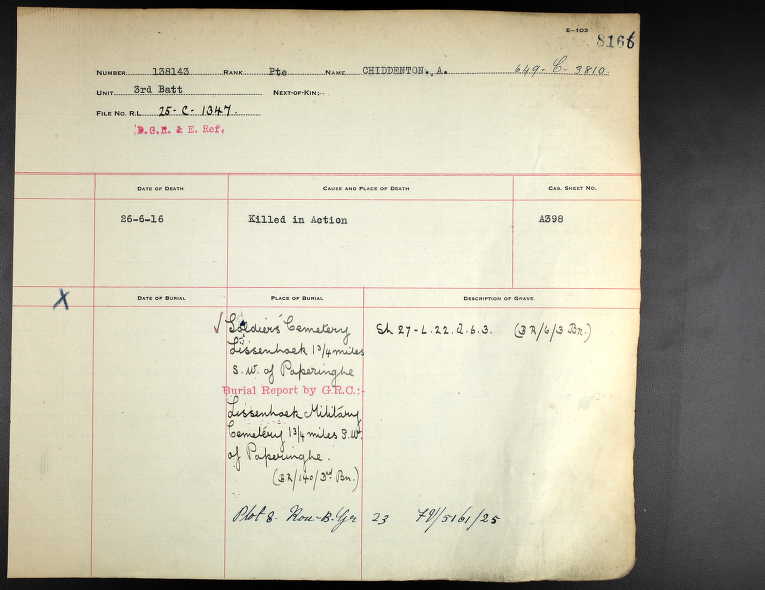 E-103
8166
NUMBER 138143 RANK Pte NAME CHIDDENTON., A. 649-C-3810.
UNIT 3rd Batt NEXT-OF-KIN:-
FILE NO. R.L 25-C-1347.
D.G.R. & E. Ref.
DATE OF DEATH CAUSE AND PLACE OF DEATH CAS. SHEET NO.
26-6-16 Killed in Action A398
X DATE OF BURIAL PLACE OF BURIAL DESCRIPTION OF GRAVE.
✓ Soldiers' Cemetery Sh 27-L.22.d.6.3. (3R/6/3 Bn.)
Lissenhoek 1 3/4 miles
S.W. of Paperinghe
Burial Report by G.R.C.:-
Lissenhoek Military
Cemetery 1 3/4 miles S.W.
of Paperinghe.
(3R/140/3rd Bn.)
Plot 8. Row-B. Gr 23 /5161/25